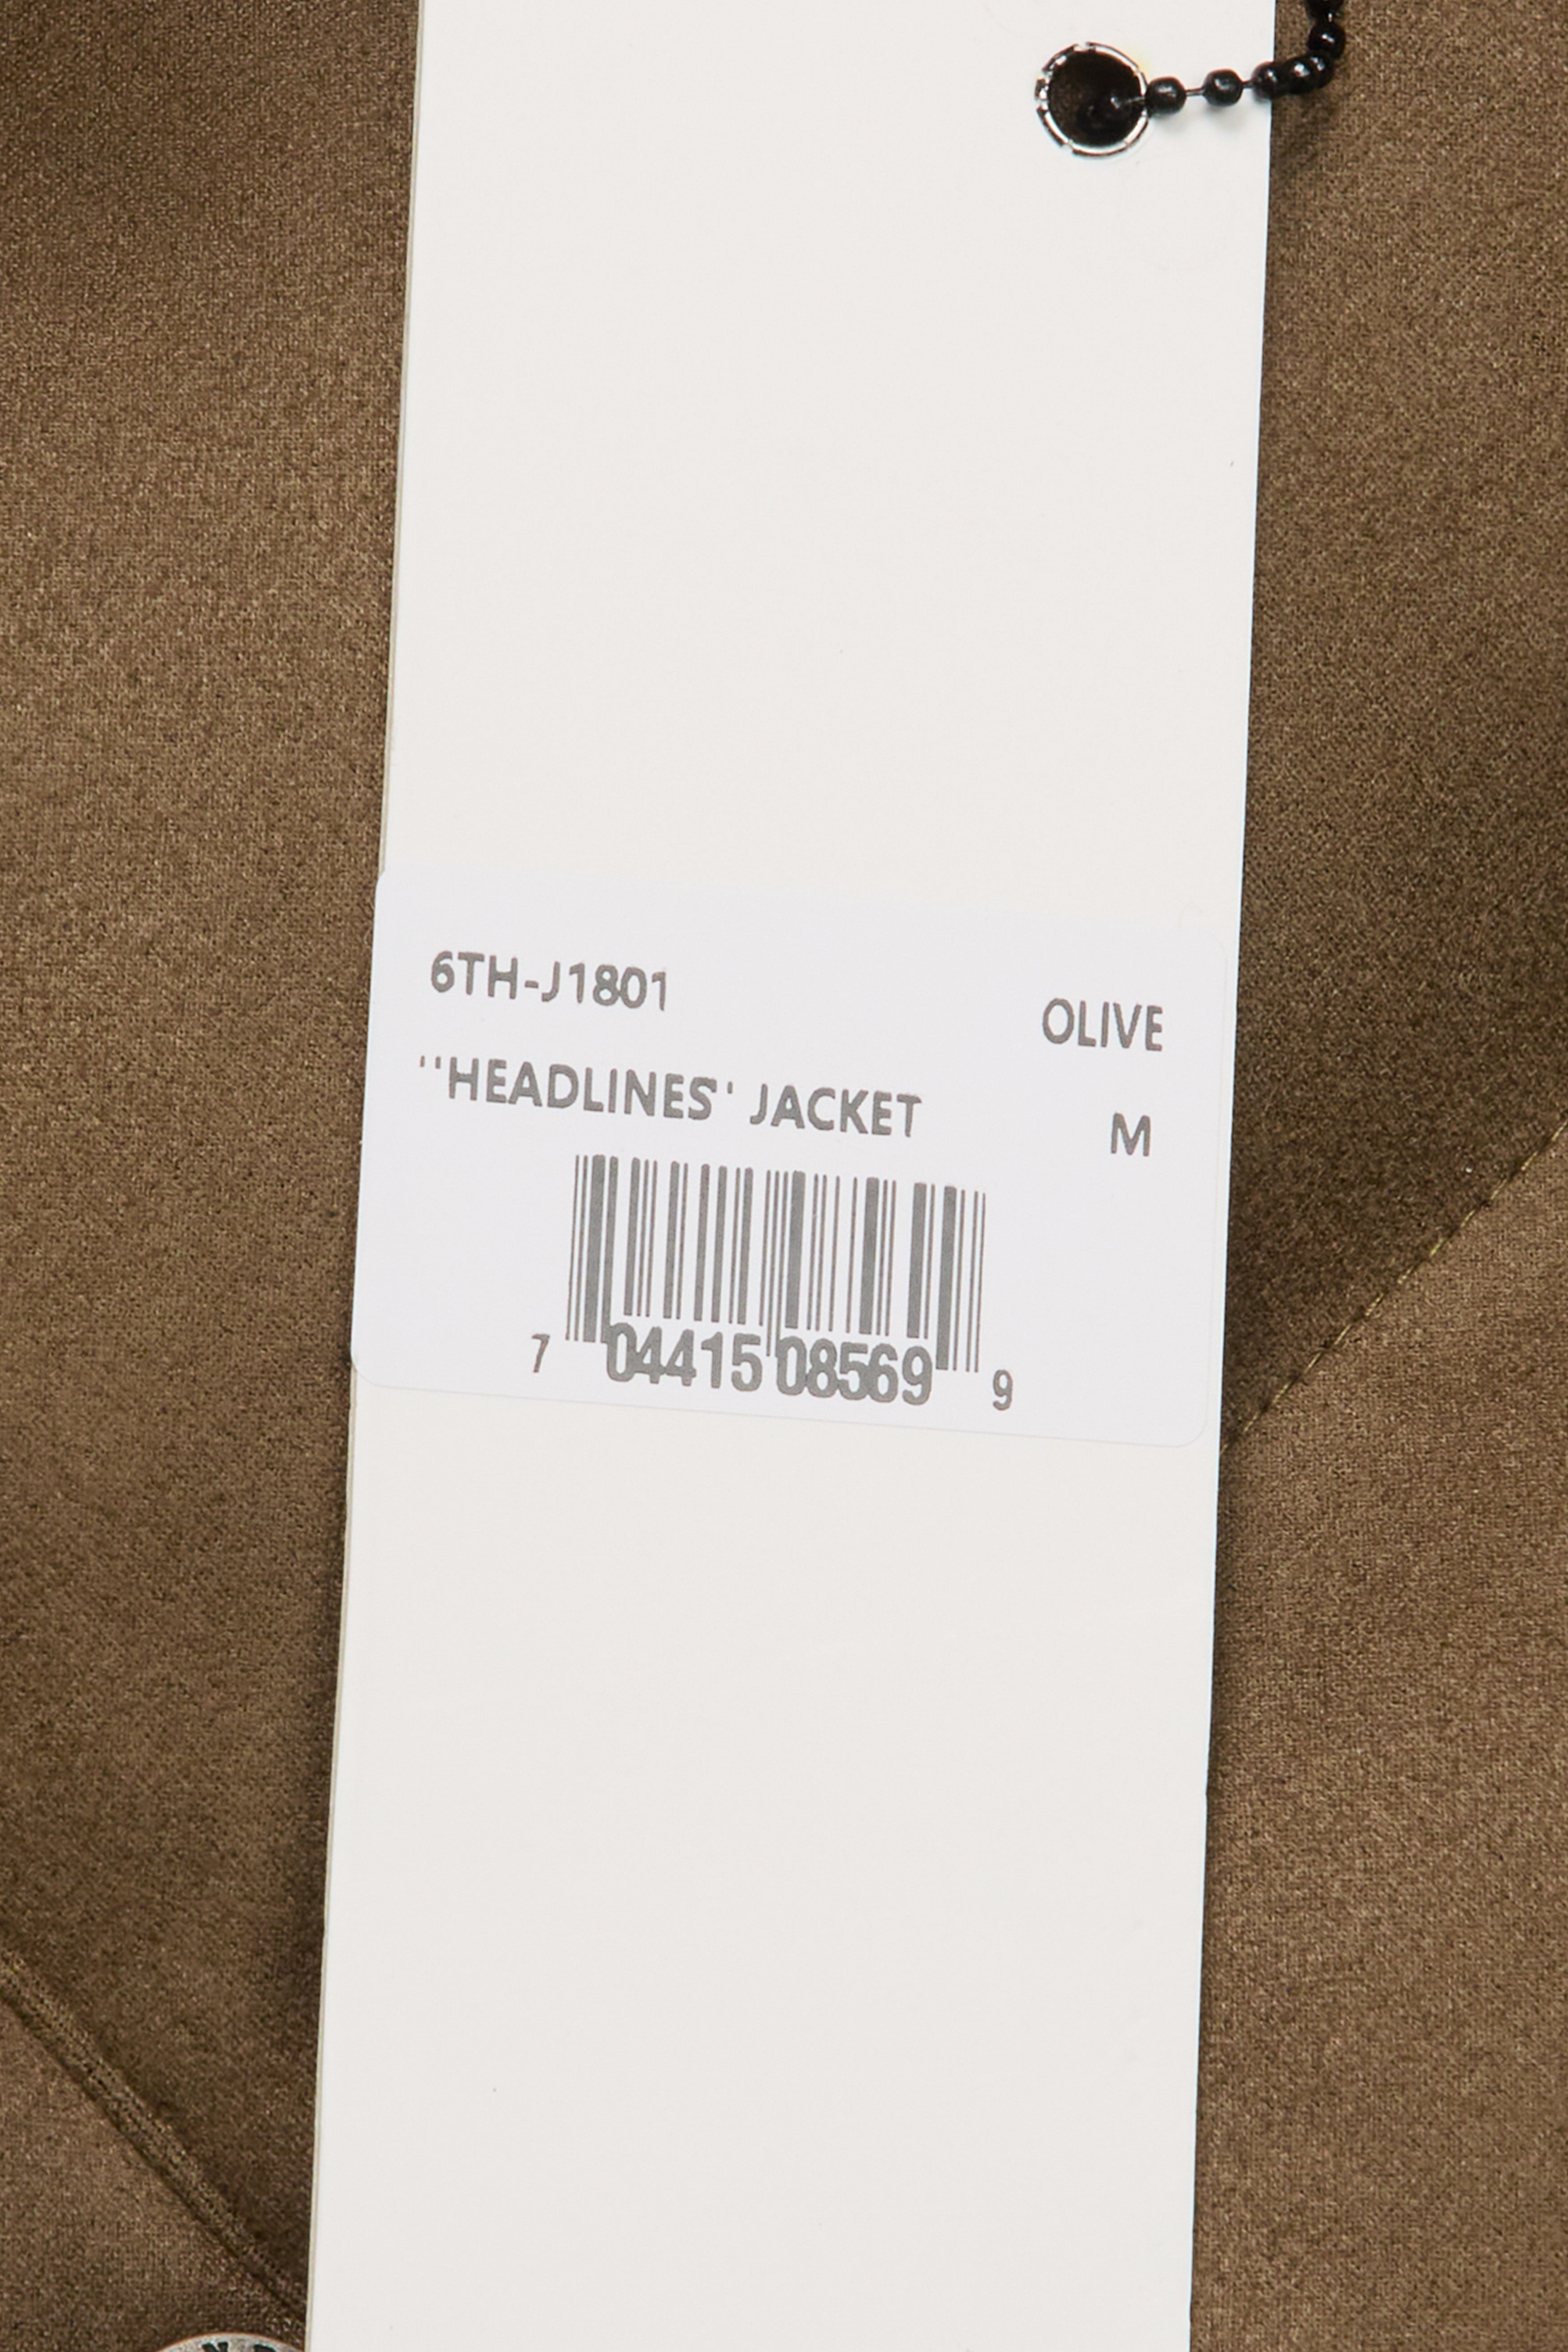 6TH-J1801
OLIVE
''HEADLINES' JACKET
M
7 04415 08569 9